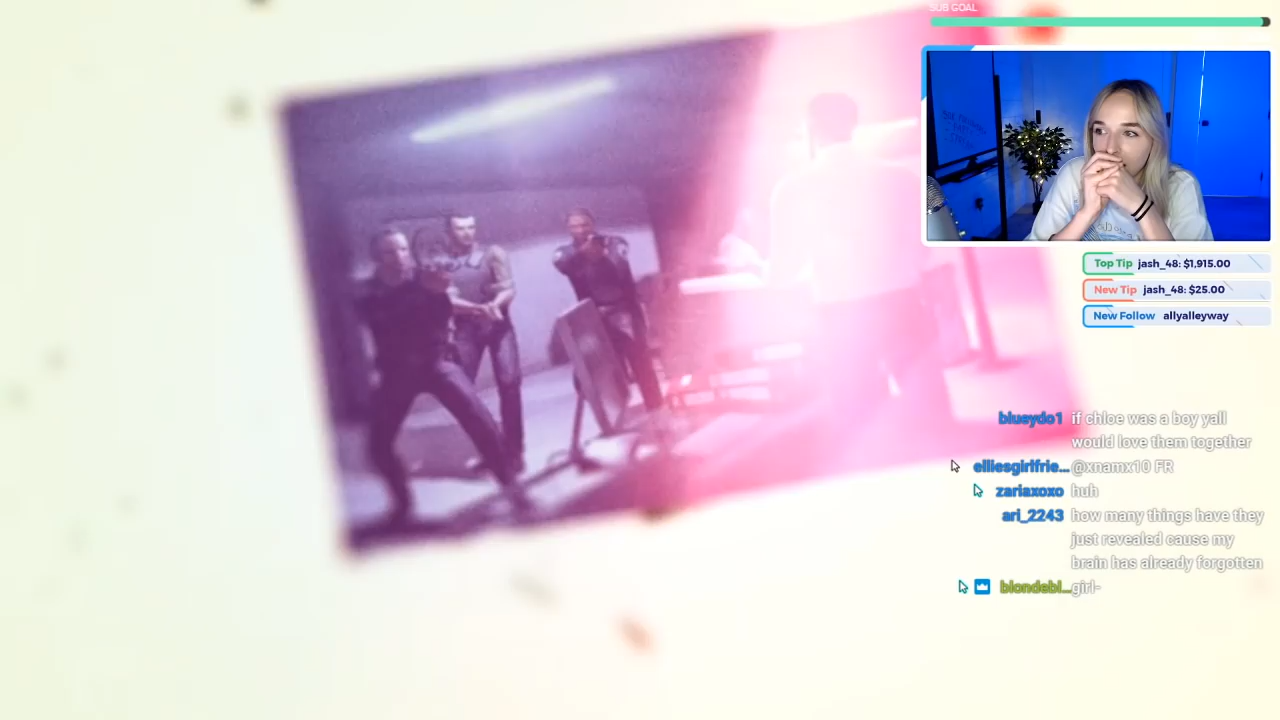 SUB GOAL
Top Tip jash_48: $1,915.00
New Tip jash_48: $25.00
New Follow allyalleyway
blueydo1 if chloe was a boy yall
would love them together
elliesgirlfrie... @xnamx10 FR
zariaxoxo huh
ari_2243 how many things have they
just revealed cause my
brain has already forgotten
blondebl... girl-